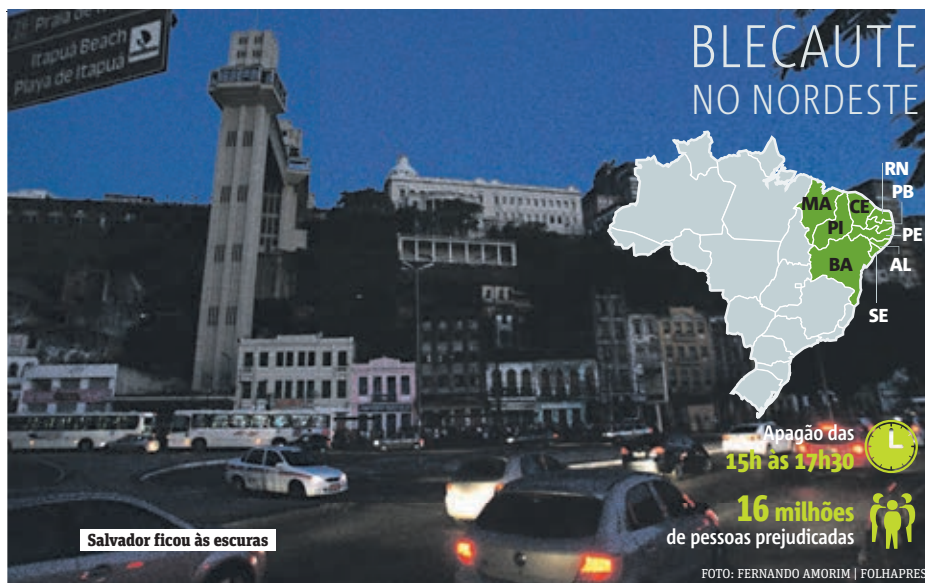 Praia de
Itapuã Beach
Playa de Itapuã
BLECAUTE
NO NORDESTE
RN
PB
MA
CE
PI
PE
BA
AL
SE
Apagão das
15h às 17h30
16 milhões
de pessoas prejudicadas
Salvador ficou às escuras
FOTO: FERNANDO AMORIM | FOLHAPRES